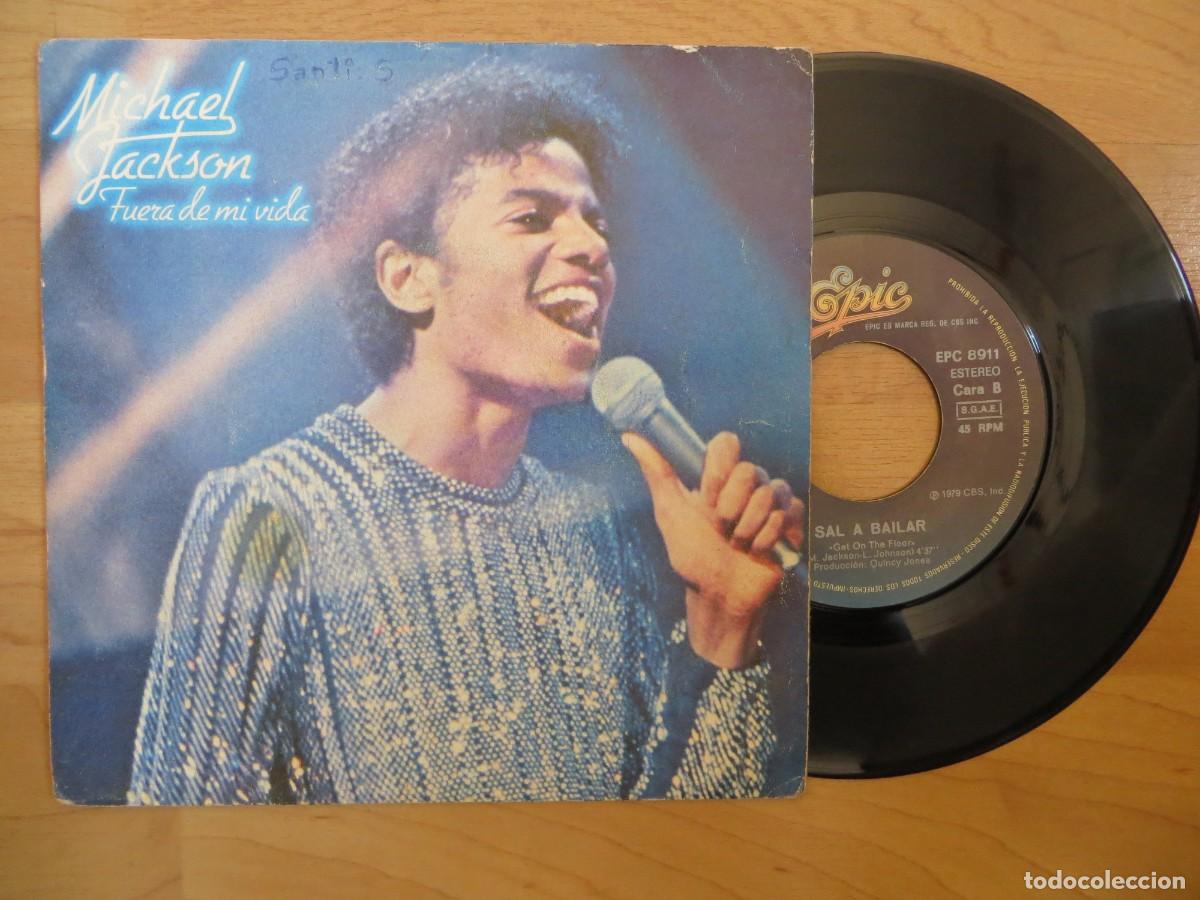 Santi. S
Michael
Jackson
Fuera de mi vida
Epic
EPIC ES MARCA REG. DE CBS INC.
EPC 8911
ESTEREO
Cara B
S.G.A.E.
45 RPM
℗ 1979 CBS, Inc.
SAL A BAILAR
«Get On The Floor»
M. Jackson-L. Johnson) 4'37''
Producción: Quincy Jones
PROHIBIDA LA REPRODUCCION, LA EJECUCION PUBLICA Y LA RADIODIFUSION DE ESTE DISCO - RESERVADOS TODOS LOS DERECHOS - IMPUESTO
todocoleccion